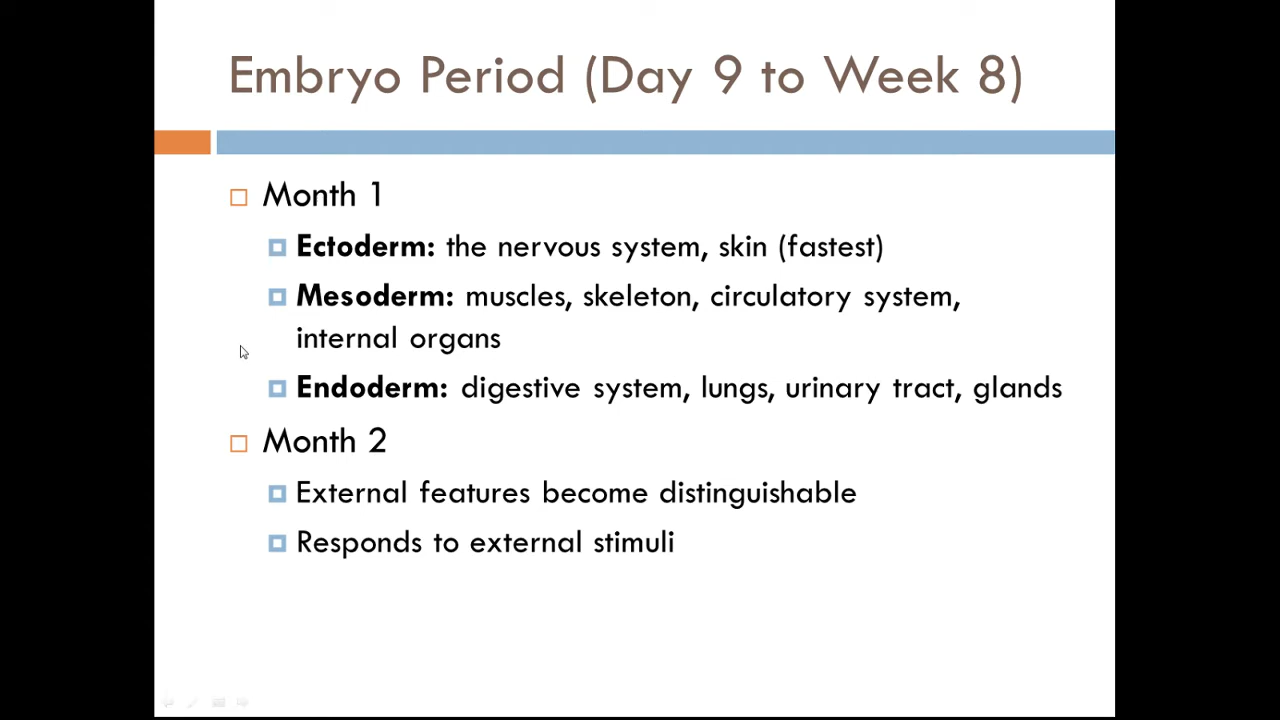 Embryo Period (Day 9 to Week 8)
Month 1
Ectoderm: the nervous system, skin (fastest)
Mesoderm: muscles, skeleton, circulatory system,
internal organs
Endoderm: digestive system, lungs, urinary tract, glands
Month 2
External features become distinguishable
Responds to external stimuli